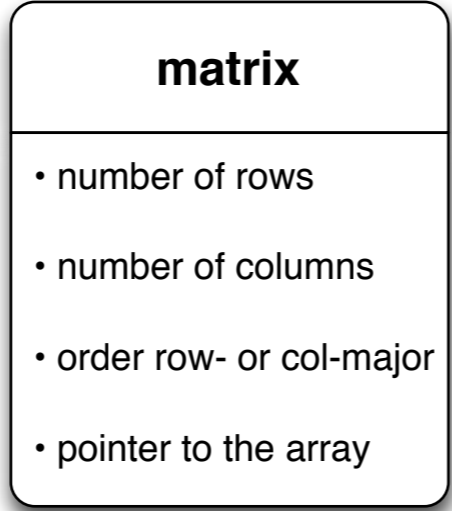 matrix
• number of rows
• number of columns
• order row- or col-major
• pointer to the array